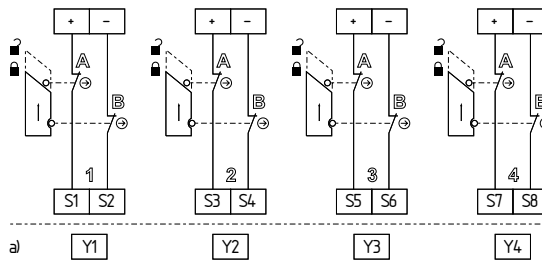 + − + − + − + −
A A A A
B B B B
1 2 3 4
S1 S2 S3 S4 S5 S6 S7 S8
a) Y1 Y2 Y3 Y4